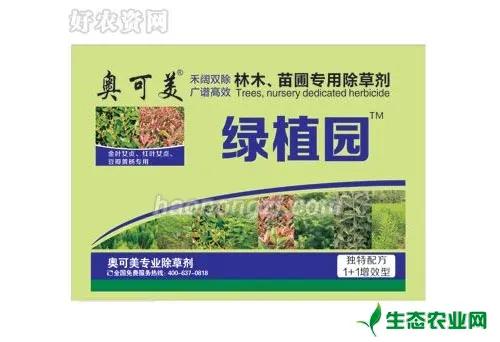 好农资网
奥可美®
禾阔双除
广谱高效
林木、苗圃专用除草剂
Trees, nursery dedicated herbicide
绿植园™
金叶女贞、红叶女贞、
豆瓣黄杨专用
haonongzi.com
奥可美专业除草剂
全国免费服务热线：400-637-0818
独特配方
1+1增效型
生态农业网